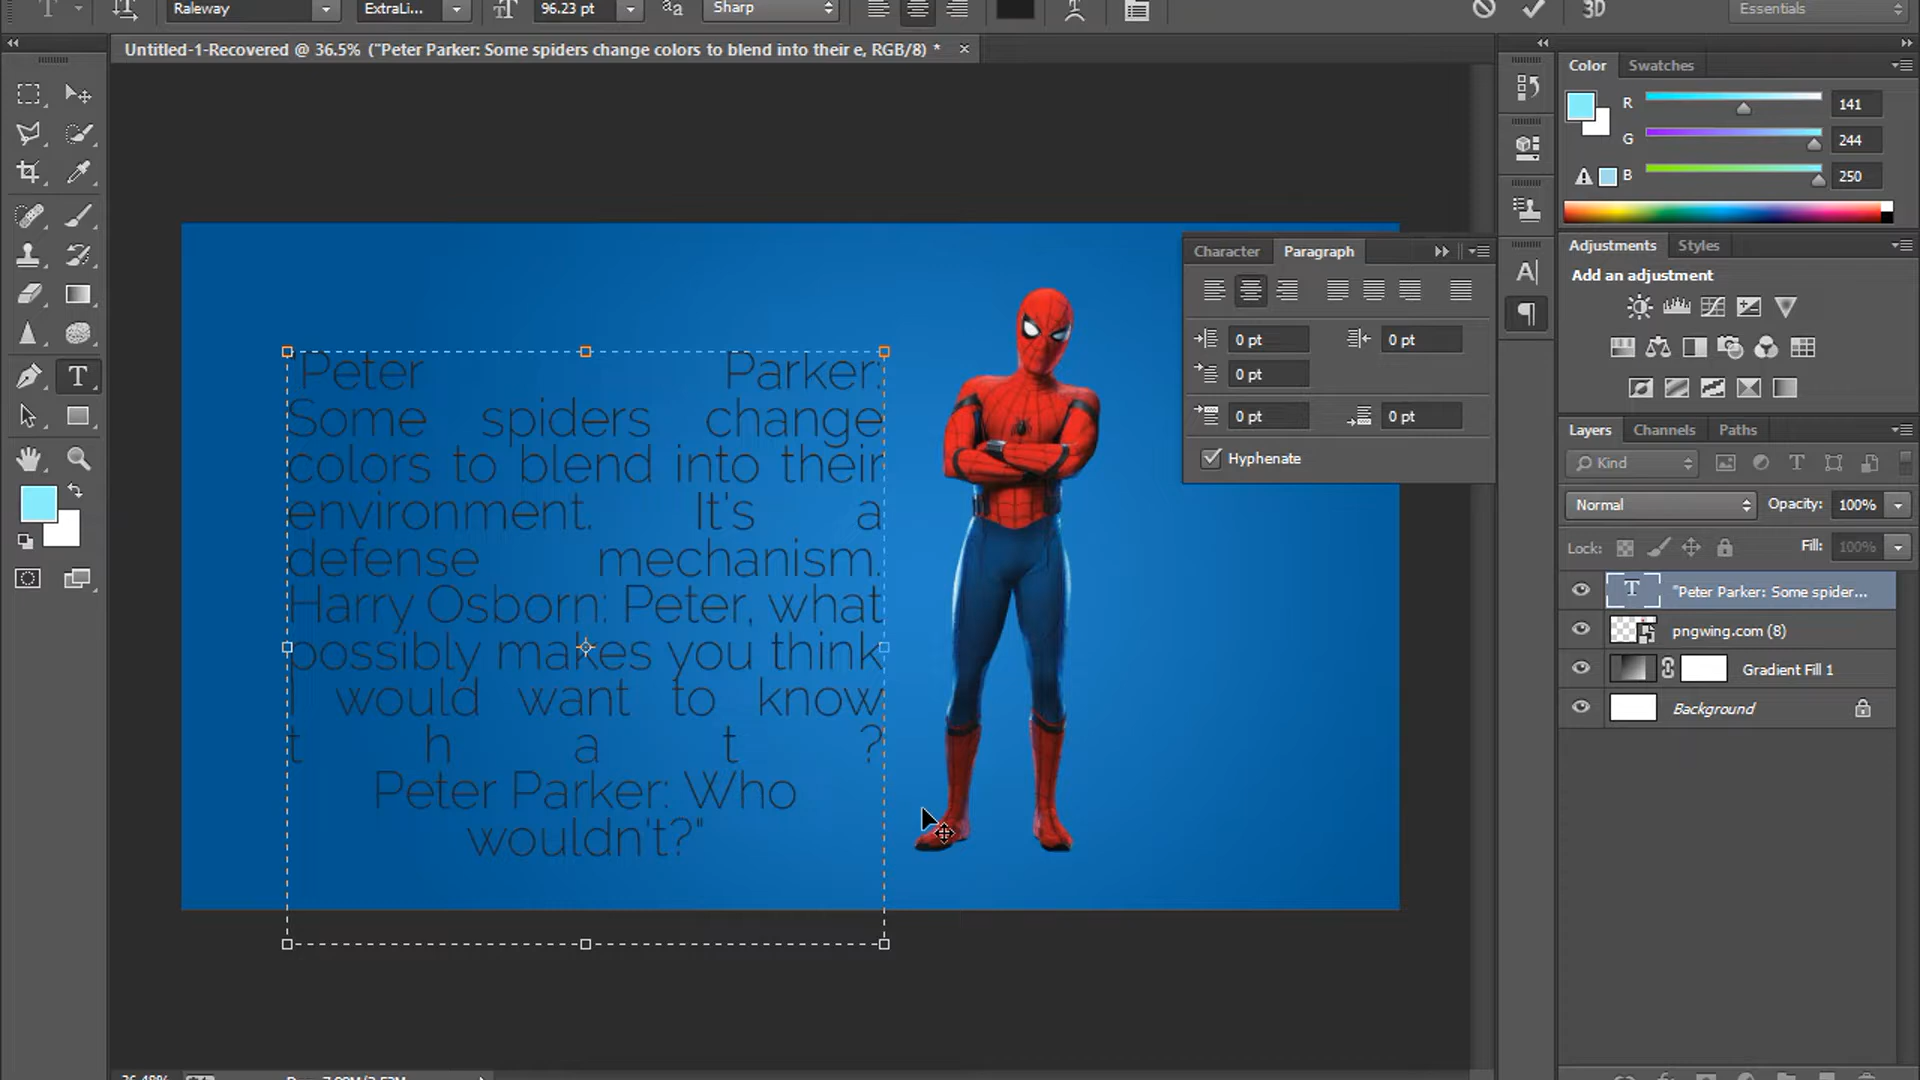 Raleway ExtraLi... 96.23 pt Sharp 3D Essentials
Untitled-1-Recovered @ 36.5% ("Peter Parker: Some spiders change colors to blend into their e, RGB/8) *
Color Swatches
R 141
G 244
B 250
Adjustments Styles
Add an adjustment
Character Paragraph
0 pt 0 pt
0 pt
0 pt 0 pt
Hyphenate
"Peter Parker:
Some spiders change
colors to blend into their
environment. It's a
defense mechanism.
Harry Osborn: Peter, what
possibly makes you think
I would want to know
t h a t ?
Peter Parker: Who
wouldn't?"
Layers Channels Paths
Kind
Normal Opacity: 100%
Lock: Fill: 100%
"Peter Parker: Some spider...
pngwing.com (8)
Gradient Fill 1
Background